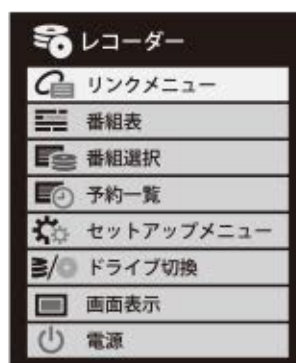 レコーダー
リンクメニュー
番組表
番組選択
予約一覧
セットアップメニュー
ドライブ切換
画面表示
電源